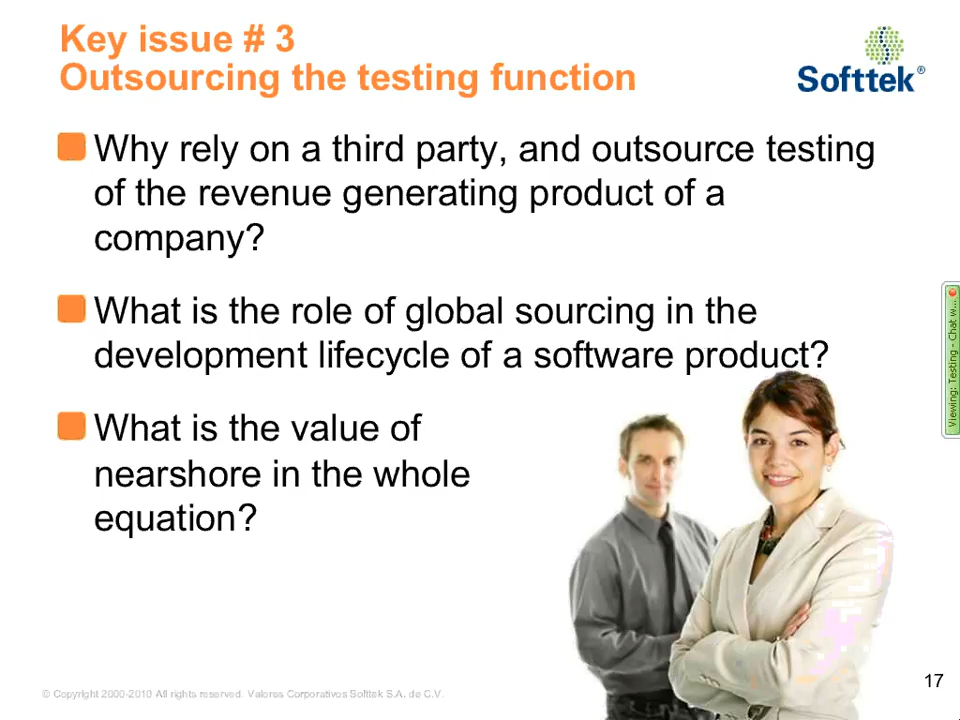 Key issue # 3
Outsourcing the testing function
Softtek®
Why rely on a third party, and outsource testing
of the revenue generating product of a
company?
What is the role of global sourcing in the
development lifecycle of a software product?
What is the value of
nearshore in the whole
equation?
Viewing: Testing - Chat w...
17
© Copyright 2000-2010 All rights reserved. Valores Corporativos Softtek S.A. de C.V.